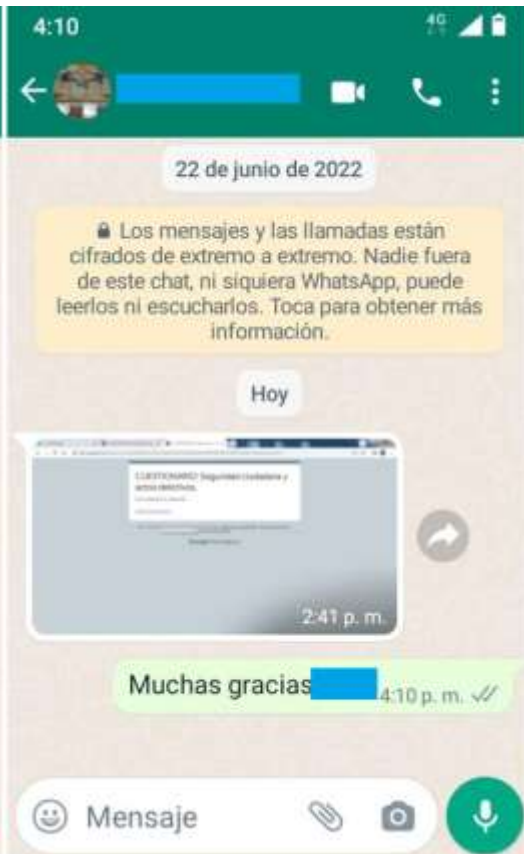 4:10
4G
22 de junio de 2022
Los mensajes y las llamadas están
cifrados de extremo a extremo. Nadie fuera
de este chat, ni siquiera WhatsApp, puede
leerlos ni escucharlos. Toca para obtener más
información.
Hoy
CUESTIONARIO: Seguridad ciudadana y
2:41 p. m.
Muchas gracias
4:10 p. m.
Mensaje